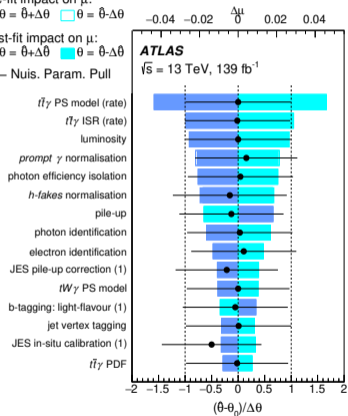 -fit impact on μ:
θ = θ̂+Δθ θ = θ̂-Δθ
st-fit impact on μ:
θ = θ̂+Δθ̂ θ = θ̂-Δθ̂
– Nuis. Param. Pull
Δμ
−0.04 −0.02 0 0.02 0.04
ATLAS
√s = 13 TeV, 139 fb⁻¹
tt̄γ PS model (rate)
tt̄γ ISR (rate)
luminosity
prompt γ normalisation
photon efficiency isolation
h-fakes normalisation
pile-up
photon identification
electron identification
JES pile-up correction (1)
tWγ PS model
b-tagging: light-flavour (1)
jet vertex tagging
JES in-situ calibration (1)
tt̄γ PDF
−2 −1.5 −1 −0.5 0 0.5 1 1.5 2
(θ̂-θ₀)/Δθ